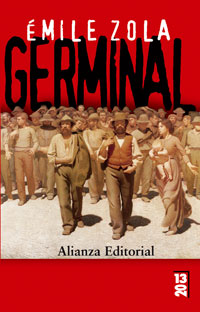 ÉMILE ZOLA
GERMINAL
Alianza Editorial
13
20